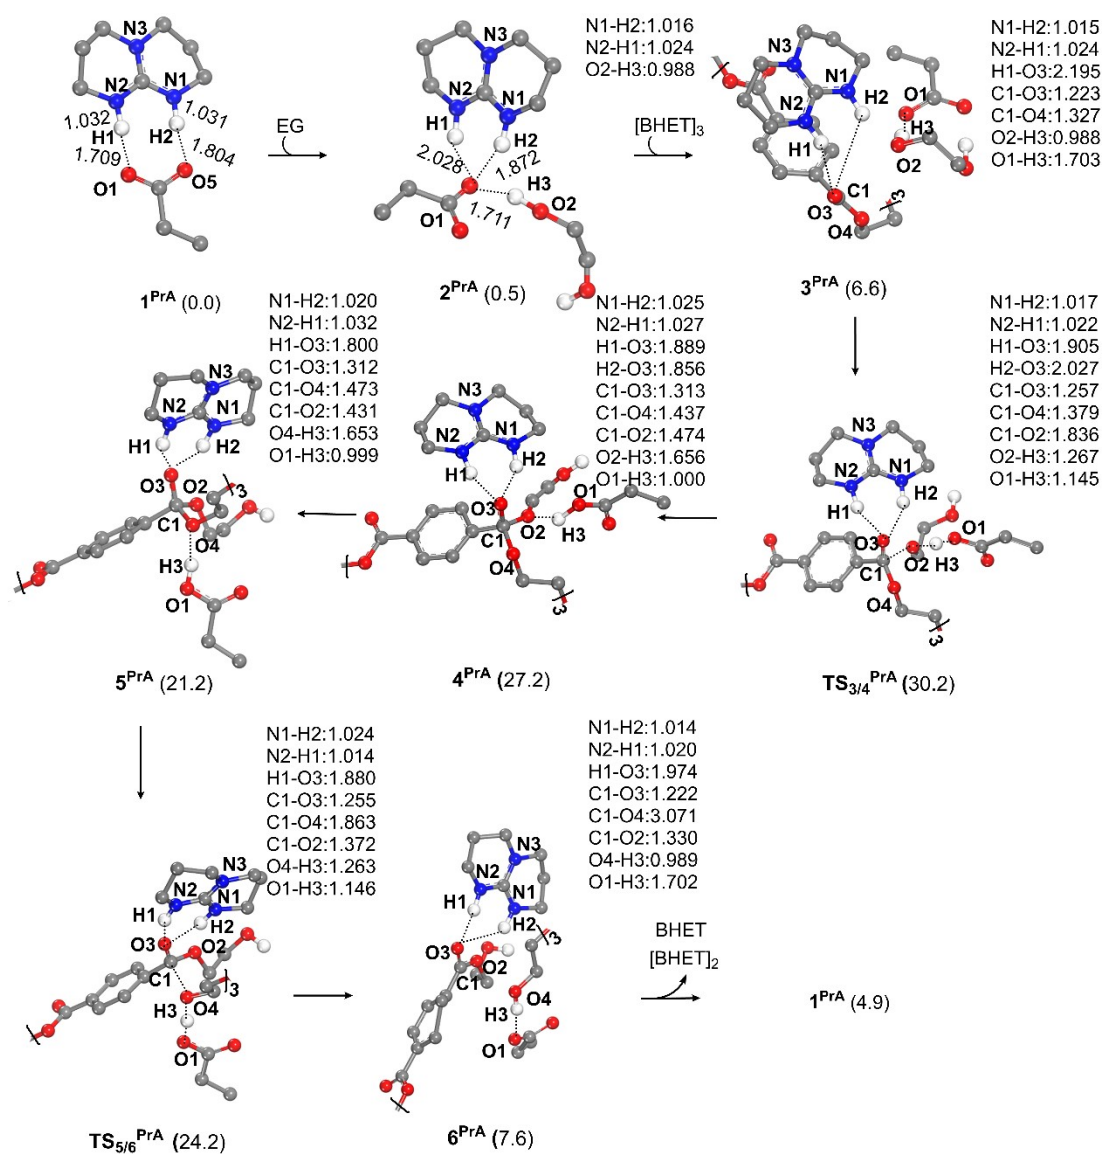 N3
N2
N1
1.032
1.031
H1
H2
1.709
1.804
O1
O5
1^PrA (0.0)
EG
N3
N2
N1
H1
H2
2.028
1.872
H3
O2
O1
1.711
2^PrA (0.5)
N1-H2:1.016
N2-H1:1.024
O2-H3:0.988
[BHET]3
N3
N1
O1
N2
H2
H3
H1
O2
C1
O3
3
O4
3^PrA (6.6)
N1-H2:1.015
N2-H1:1.024
H1-O3:2.195
C1-O3:1.223
C1-O4:1.327
O2-H3:0.988
O1-H3:1.703
N1-H2:1.020
N2-H1:1.032
H1-O3:1.800
C1-O3:1.312
C1-O4:1.473
C1-O2:1.431
O4-H3:1.653
O1-H3:0.999
N3
N2
N1
H1
H2
O3
O2
3
C1
O4
H3
O1
5^PrA (21.2)
N1-H2:1.025
N2-H1:1.027
H1-O3:1.889
H2-O3:1.856
C1-O3:1.313
C1-O4:1.437
C1-O2:1.474
O2-H3:1.656
O1-H3:1.000
N3
N2
N1
H1
H2
O1
O3
O2
C1
H3
O4
3
4^PrA (27.2)
N1-H2:1.017
N2-H1:1.022
H1-O3:1.905
H2-O3:2.027
C1-O3:1.257
C1-O4:1.379
C1-O2:1.836
O2-H3:1.267
O1-H3:1.145
N3
N2
N1
H1
H2
O1
O3
O2
H3
C1
O4
3
TS3/4^PrA (30.2)
N1-H2:1.024
N2-H1:1.014
H1-O3:1.880
C1-O3:1.255
C1-O4:1.863
C1-O2:1.372
O4-H3:1.263
O1-H3:1.146
N3
N2
N1
H1
H2
O3
O2
C1
3
H3
O4
O1
TS5/6^PrA (24.2)
N1-H2:1.014
N2-H1:1.020
H1-O3:1.974
C1-O3:1.222
C1-O4:3.071
C1-O2:1.330
O4-H3:0.989
O1-H3:1.702
N3
N2
N1
H1
H2
O3
3
O2
C1
O4
H3
O1
6^PrA (7.6)
BHET
[BHET]2
1^PrA (4.9)